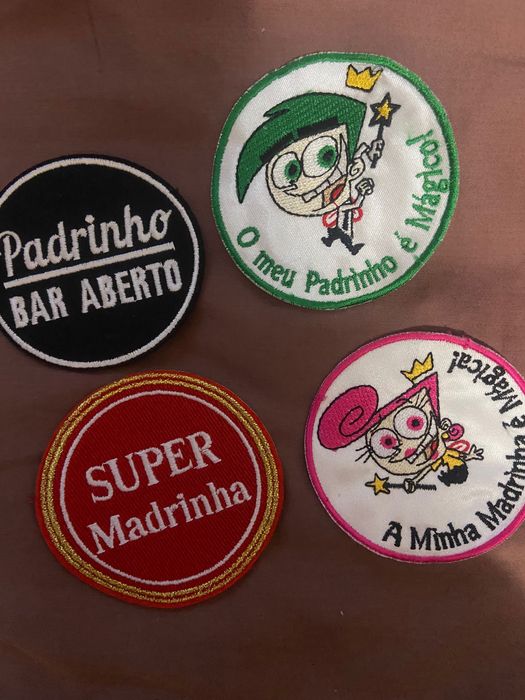 Padrinho
BAR ABERTO
O meu Padrinho é Mágico!
SUPER
Madrinha
A Minha Madrinha é Mágica!